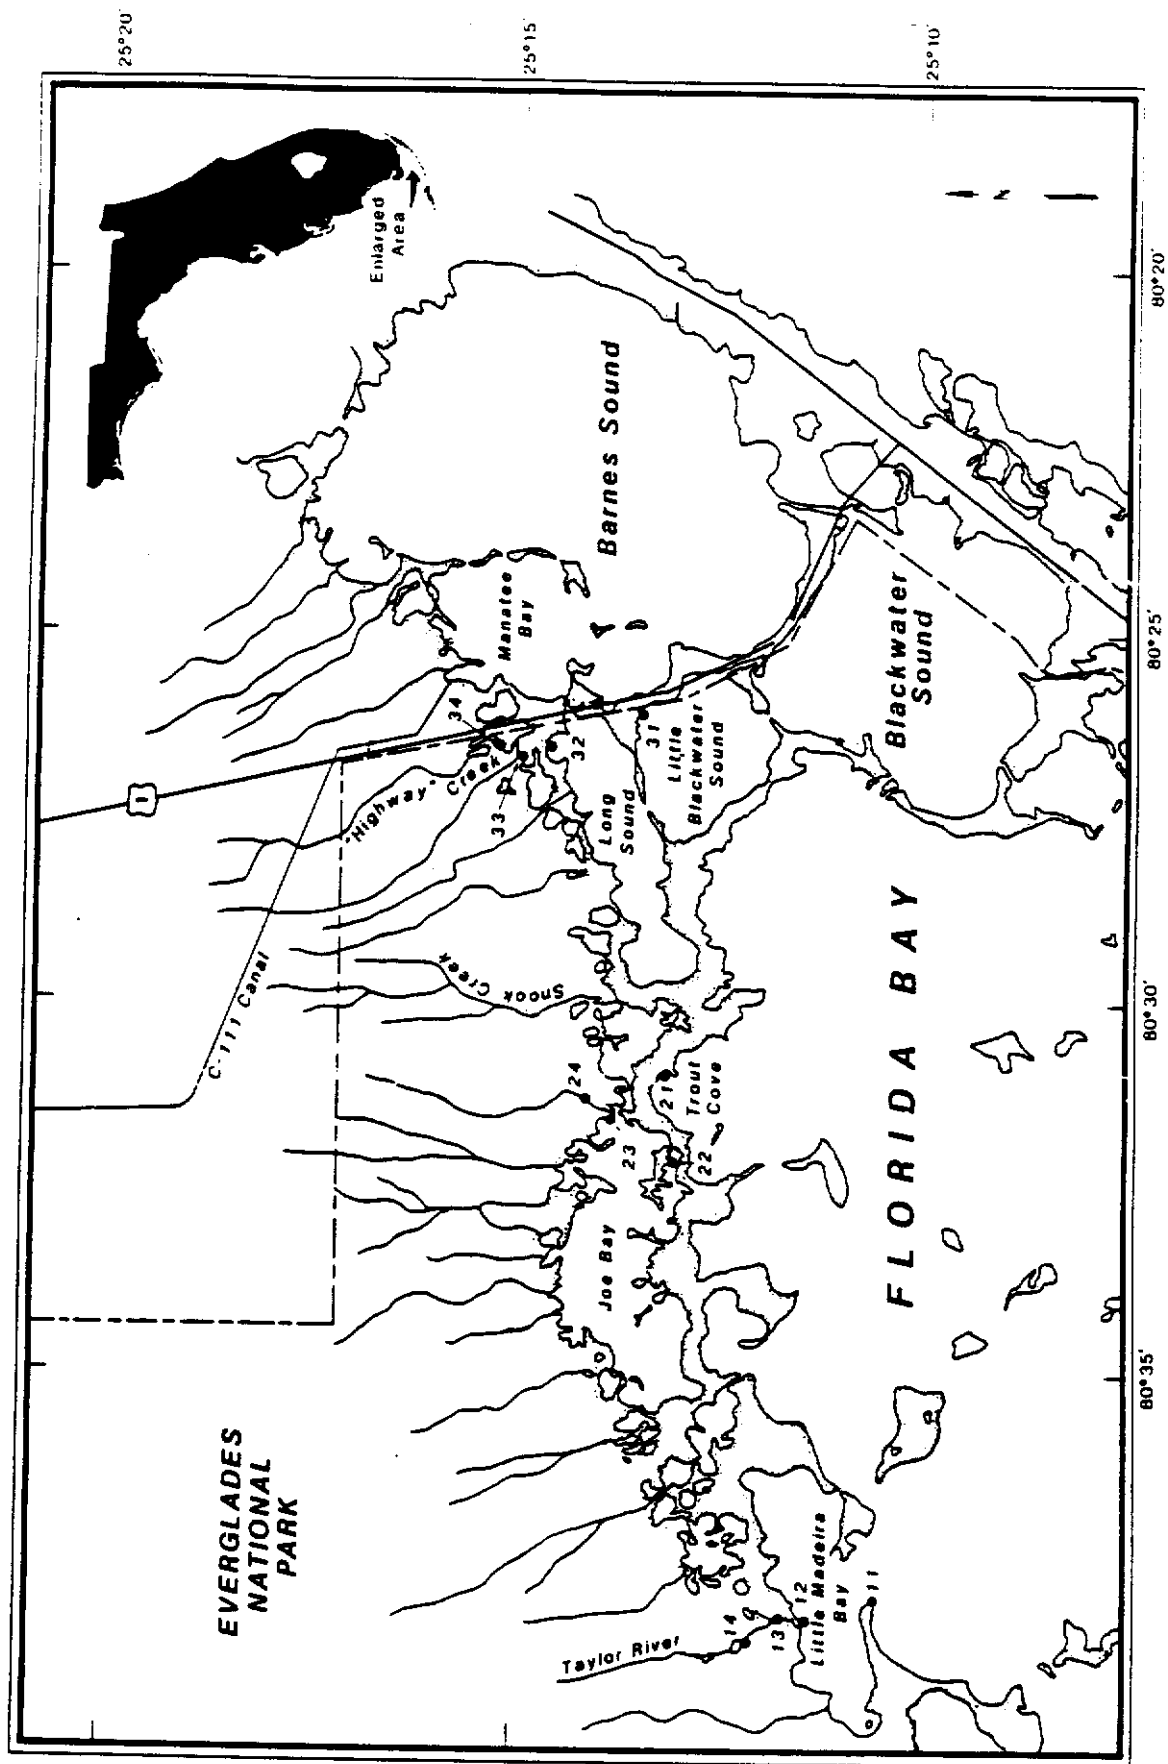 25°20'
25°15'
25°10'
80°20'
80°25'
80°30'
80°35'
Enlarged
Area
N
Barnes Sound
Manatee
Bay
Blackwater
Sound
Little
Blackwater
Sound
Long
Sound
34
33
32
31
1
"Highway" Creek
C-111 Canal
Snook Creek
24
23
21
22
Trout
Cove
Joe Bay
FLORIDA BAY
EVERGLADES
NATIONAL
PARK
Taylor River
14
13
12
11
Little Madeira
Bay